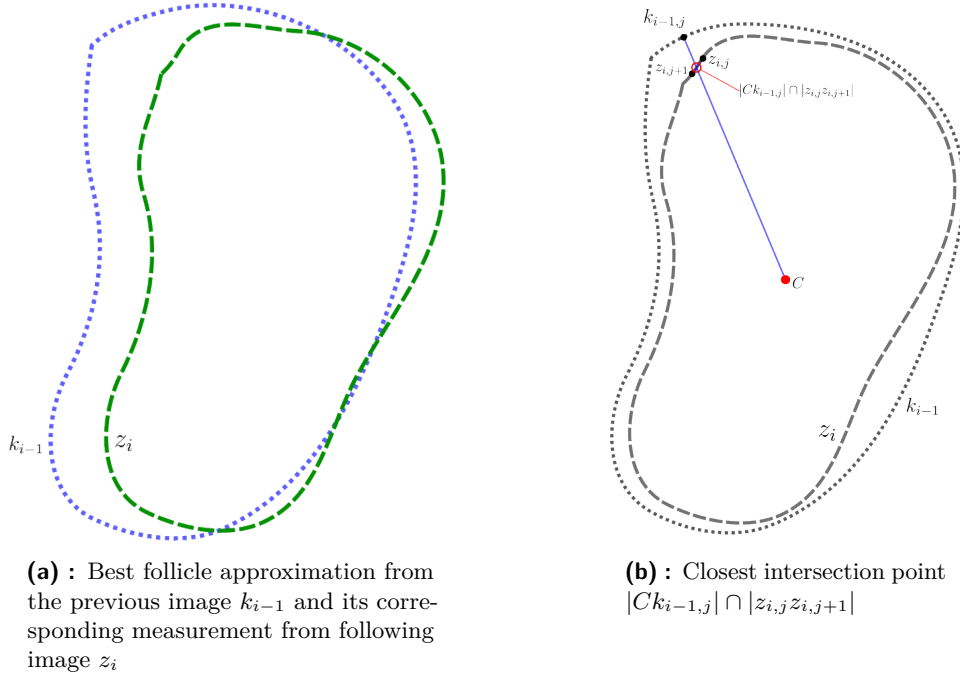 k_{i−1}
z_i
(a) : Best follicle approximation from
the previous image k_{i−1} and its corre-
sponding measurement from following
image z_i
k_{i−1,j}
z_{i,j}
z_{i,j+1}
|Ck_{i−1,j}| ∩ |z_{i,j}z_{i,j+1}|
C
k_{i−1}
z_i
(b) : Closest intersection point
|Ck_{i−1,j}| ∩ |z_{i,j}z_{i,j+1}|